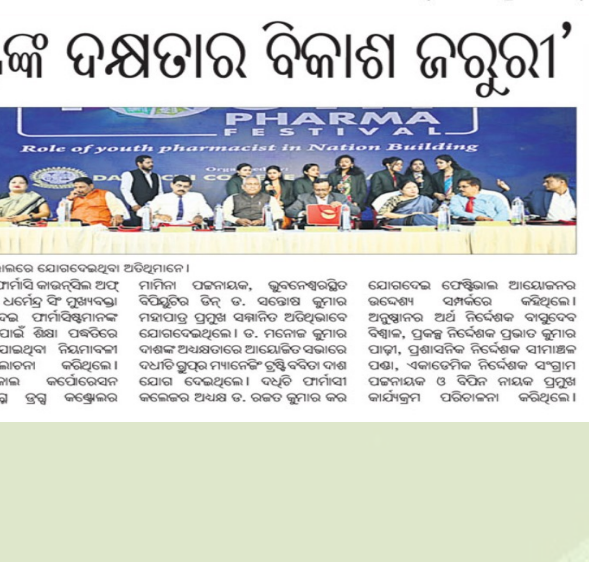 ଙ୍କ ଦକ୍ଷତାର ବିକାଶ ଜରୁରୀ’
PHARMA
FESTIVAL
Role of youth pharmacist in Nation Building
ଯୋଗଦେଇଥିବା ଅତିଥିମାନେ।
ଫାର୍ମାସି କାଉନ୍‌ସିଲ ଅଫ୍
ଧର୍ମେନ୍ଦ୍ର ସିଂ ମୁଖ୍ୟବକ୍ତା
ଫାର୍ମାସିଷ୍ଟମାନଙ୍କ
ପାଇଁ ଶିକ୍ଷା ପଦ୍ଧତିରେ
ନିୟମାବଳୀ
କରିଥିଲେ।
କର୍ପୋରେସନ
ଡ୍ରଗ୍ସ କଣ୍ଟ୍ରୋଲର
ମାମିନା ପଟ୍ଟନାୟକ, ଭୁବନେଶ୍ୱରସ୍ଥିତ
ବିପିୟୁଟିର ଡିନ୍ ଡ. ସନ୍ତୋଷ କୁମାର
ମହାପାତ୍ର ପ୍ରମୁଖ ସମ୍ମାନିତ ଅତିଥିଭାବେ
ଯୋଗଦେଇଥିଲେ। ଡ. ମନୋଜ କୁମାର
ଦାଶଙ୍କ ଅଧ୍ୟକ୍ଷତାରେ ଆୟୋଜିତ ସଭାରେ
ଦଧୀଚି ଗ୍ରୁପ୍‌ର ମ୍ୟାନେଜିଂ ଟ୍ରଷ୍ଟି ବବିତା ଦାଶ
ଯୋଗ ଦେଇଥିଲେ। ଦଧିଚି ଫାର୍ମାସୀ
କଲେଜର ଅଧ୍ୟକ୍ଷ ଡ. ରଜତ କୁମାର କର
ଯୋଗଦେଇ ଫେଷ୍ଟିଭାଲ ଆୟୋଜନର
ଉଦ୍ଦେଶ୍ୟ ସମ୍ପର୍କରେ କହିଥିଲେ।
ଅନୁଷ୍ଠାନର ଅର୍ଥ ନିର୍ଦ୍ଦେଶକ ବାସୁଦେବ
ବିଶ୍ୱାଳ, ପ୍ରକଳ୍ପ ନିର୍ଦ୍ଦେଶକ ପ୍ରଭାତ କୁମାର
ପାଢ଼ୀ, ପ୍ରଶାସନିକ ନିର୍ଦ୍ଦେଶକ ସୀମାଞ୍ଚଳ
ପଣ୍ଡା, ଏକାଡେମିକ ନିର୍ଦ୍ଦେଶକ ସଂଗ୍ରାମ
ପଟ୍ଟନାୟକ ଓ ବିପିନ ନାୟକ ପ୍ରମୁଖ
କାର୍ଯ୍ୟକ୍ରମ ପରିଚାଳନା କରିଥିଲେ।